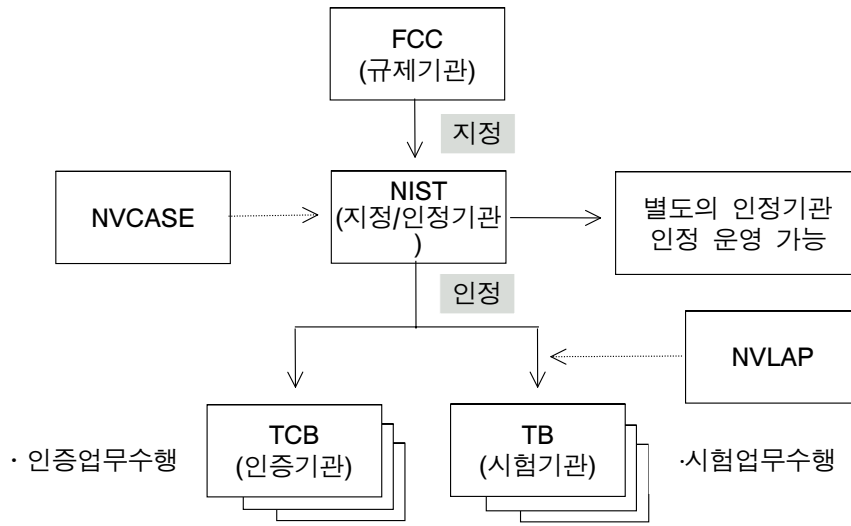 FCC
(규제기관)
지정
NVCASE
NIST
(지정/인정기관
)
별도의 인정기관
인정 운영 가능
인정
NVLAP
TCB
(인증기관)
TB
(시험기관)
· 인증업무수행
·시험업무수행